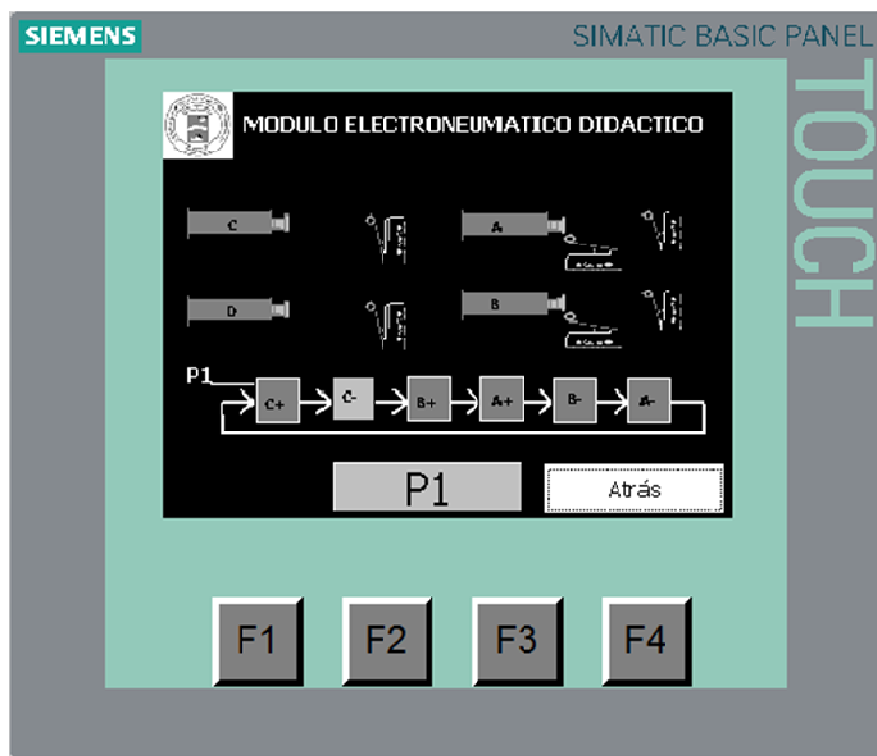 SIEMENS
SIMATIC BASIC PANEL
TOUCH
MODULO ELECTRONEUMATICO DIDACTICO
C
A
D
B
P1
C+
C-
B+
A+
B-
A-
P1
Atrás
F1
F2
F3
F4